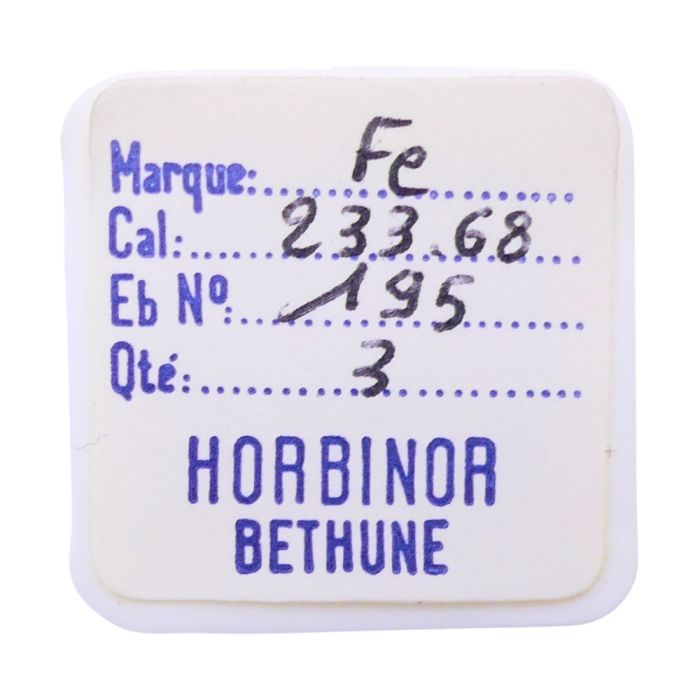 Marque: Fe
Cal: 233.68
Eb Nº: 195
Qté: 3
HORBINOR
BETHUNE